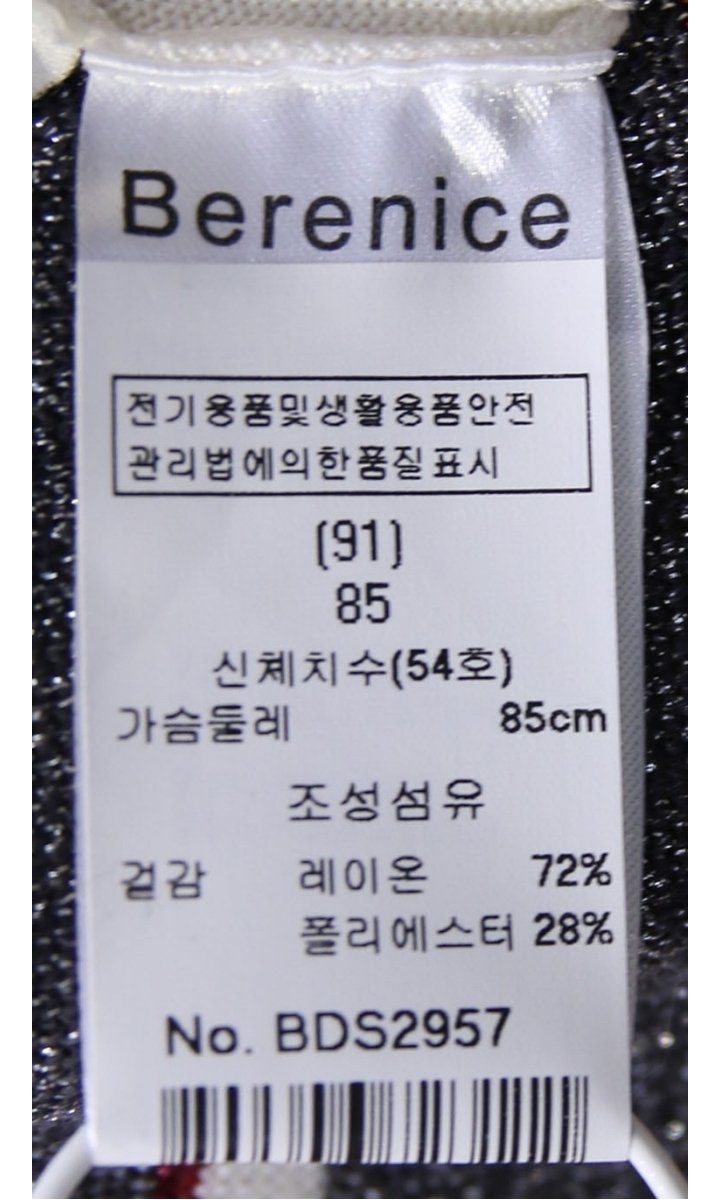 Berenice
전기용품및생활용품안전
관리법에의한품질표시
(91)
85
신체치수(54호)
가슴둘레 85cm
조성섬유
겉감 레이온 72%
폴리에스터 28%
No. BDS2957